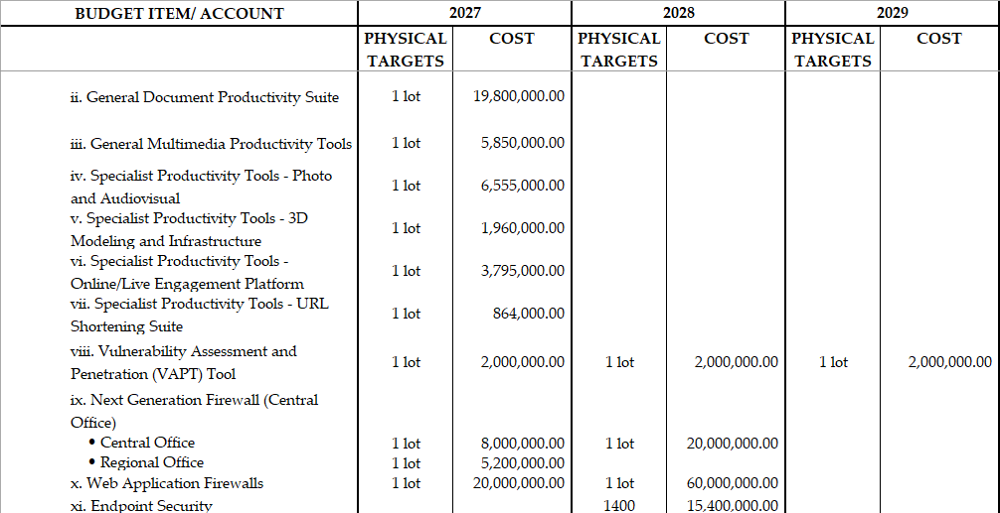 BUDGET ITEM/ ACCOUNT 2027 2028 2029
PHYSICAL TARGETS COST PHYSICAL TARGETS COST PHYSICAL TARGETS COST
ii. General Document Productivity Suite 1 lot 19,800,000.00
iii. General Multimedia Productivity Tools 1 lot 5,850,000.00
iv. Specialist Productivity Tools - Photo
and Audiovisual 1 lot 6,555,000.00
v. Specialist Productivity Tools - 3D
Modeling and Infrastructure 1 lot 1,960,000.00
vi. Specialist Productivity Tools -
Online/Live Engagement Platform 1 lot 3,795,000.00
vii. Specialist Productivity Tools - URL
Shortening Suite 1 lot 864,000.00
viii. Vulnerability Assessment and
Penetration (VAPT) Tool 1 lot 2,000,000.00 1 lot 2,000,000.00 1 lot 2,000,000.00
ix. Next Generation Firewall (Central
Office)
• Central Office 1 lot 8,000,000.00 1 lot 20,000,000.00
• Regional Office 1 lot 5,200,000.00
x. Web Application Firewalls 1 lot 20,000,000.00 1 lot 60,000,000.00
xi. Endpoint Security 1400 15,400,000.00